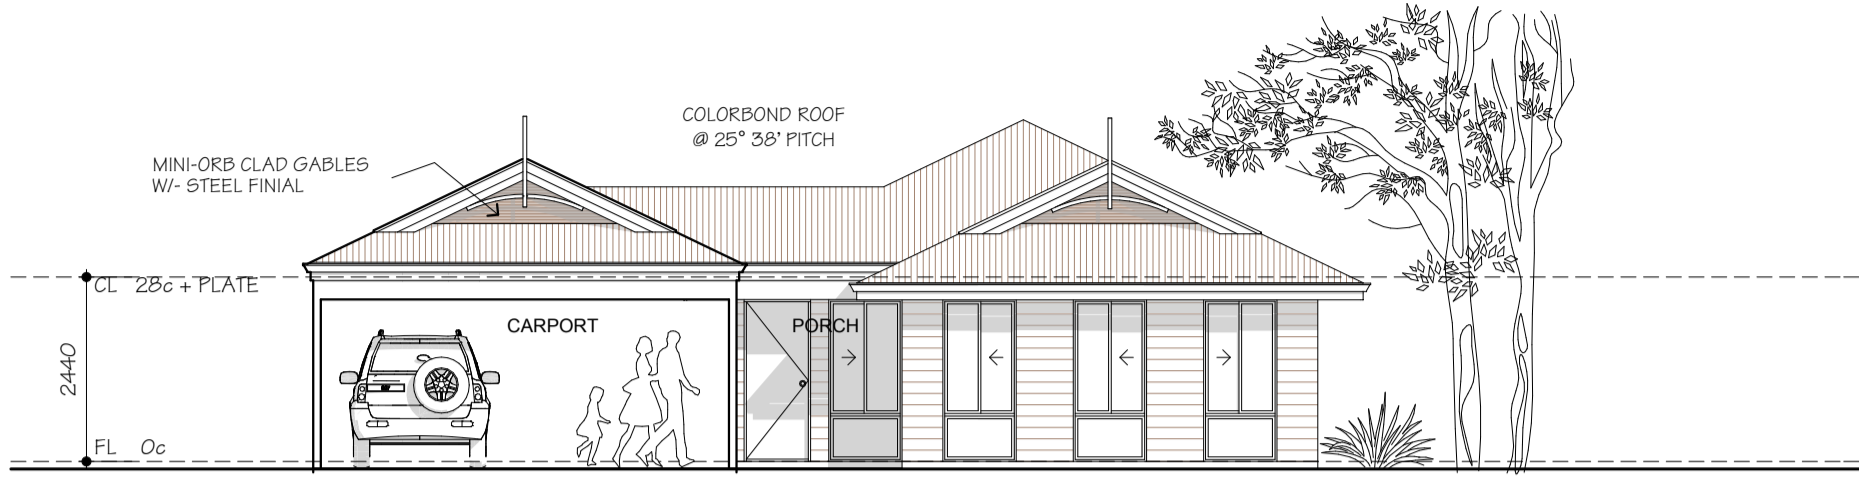 COLORBOND ROOF
@ 25° 38' PITCH
MINI-ORB CLAD GABLES
W/- STEEL FINIAL
CL 28c + PLATE
CARPORT
PORCH
2440
FL 0c